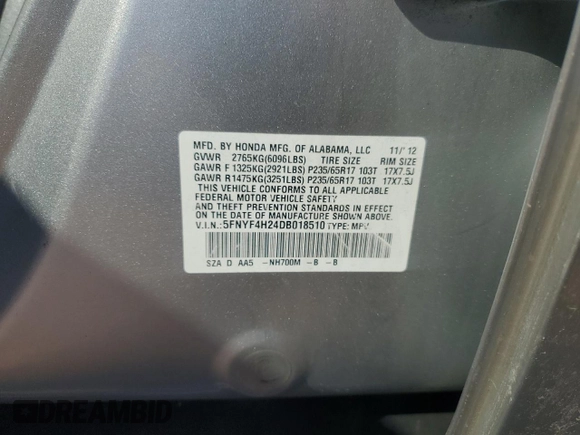 MFD. BY HONDA MFG. OF ALABAMA, LLC 11/'12
GVWR 2765KG(6096LBS) TIRE SIZE RIM SIZE
GAWR F 1325KG(2921LBS) P235/65R17 103T 17X7.5J
GAWR R1475KG(3251LBS) P235/65R17 103T 17X7.5J
THIS VEHICLE CONFORMS TO ALL APPLICABLE
FEDERAL MOTOR VEHICLE SAFETY
AND THEFT PREVENTION STANDARDS IN EFFECT
ON THE DATE OF MANUFACTURE SHOWN ABOVE.
V.I.N.: 5FNYF4H24DB018510 TYPE: MPV
SZA D AA5 -NH700M -B -B
DREAMBID